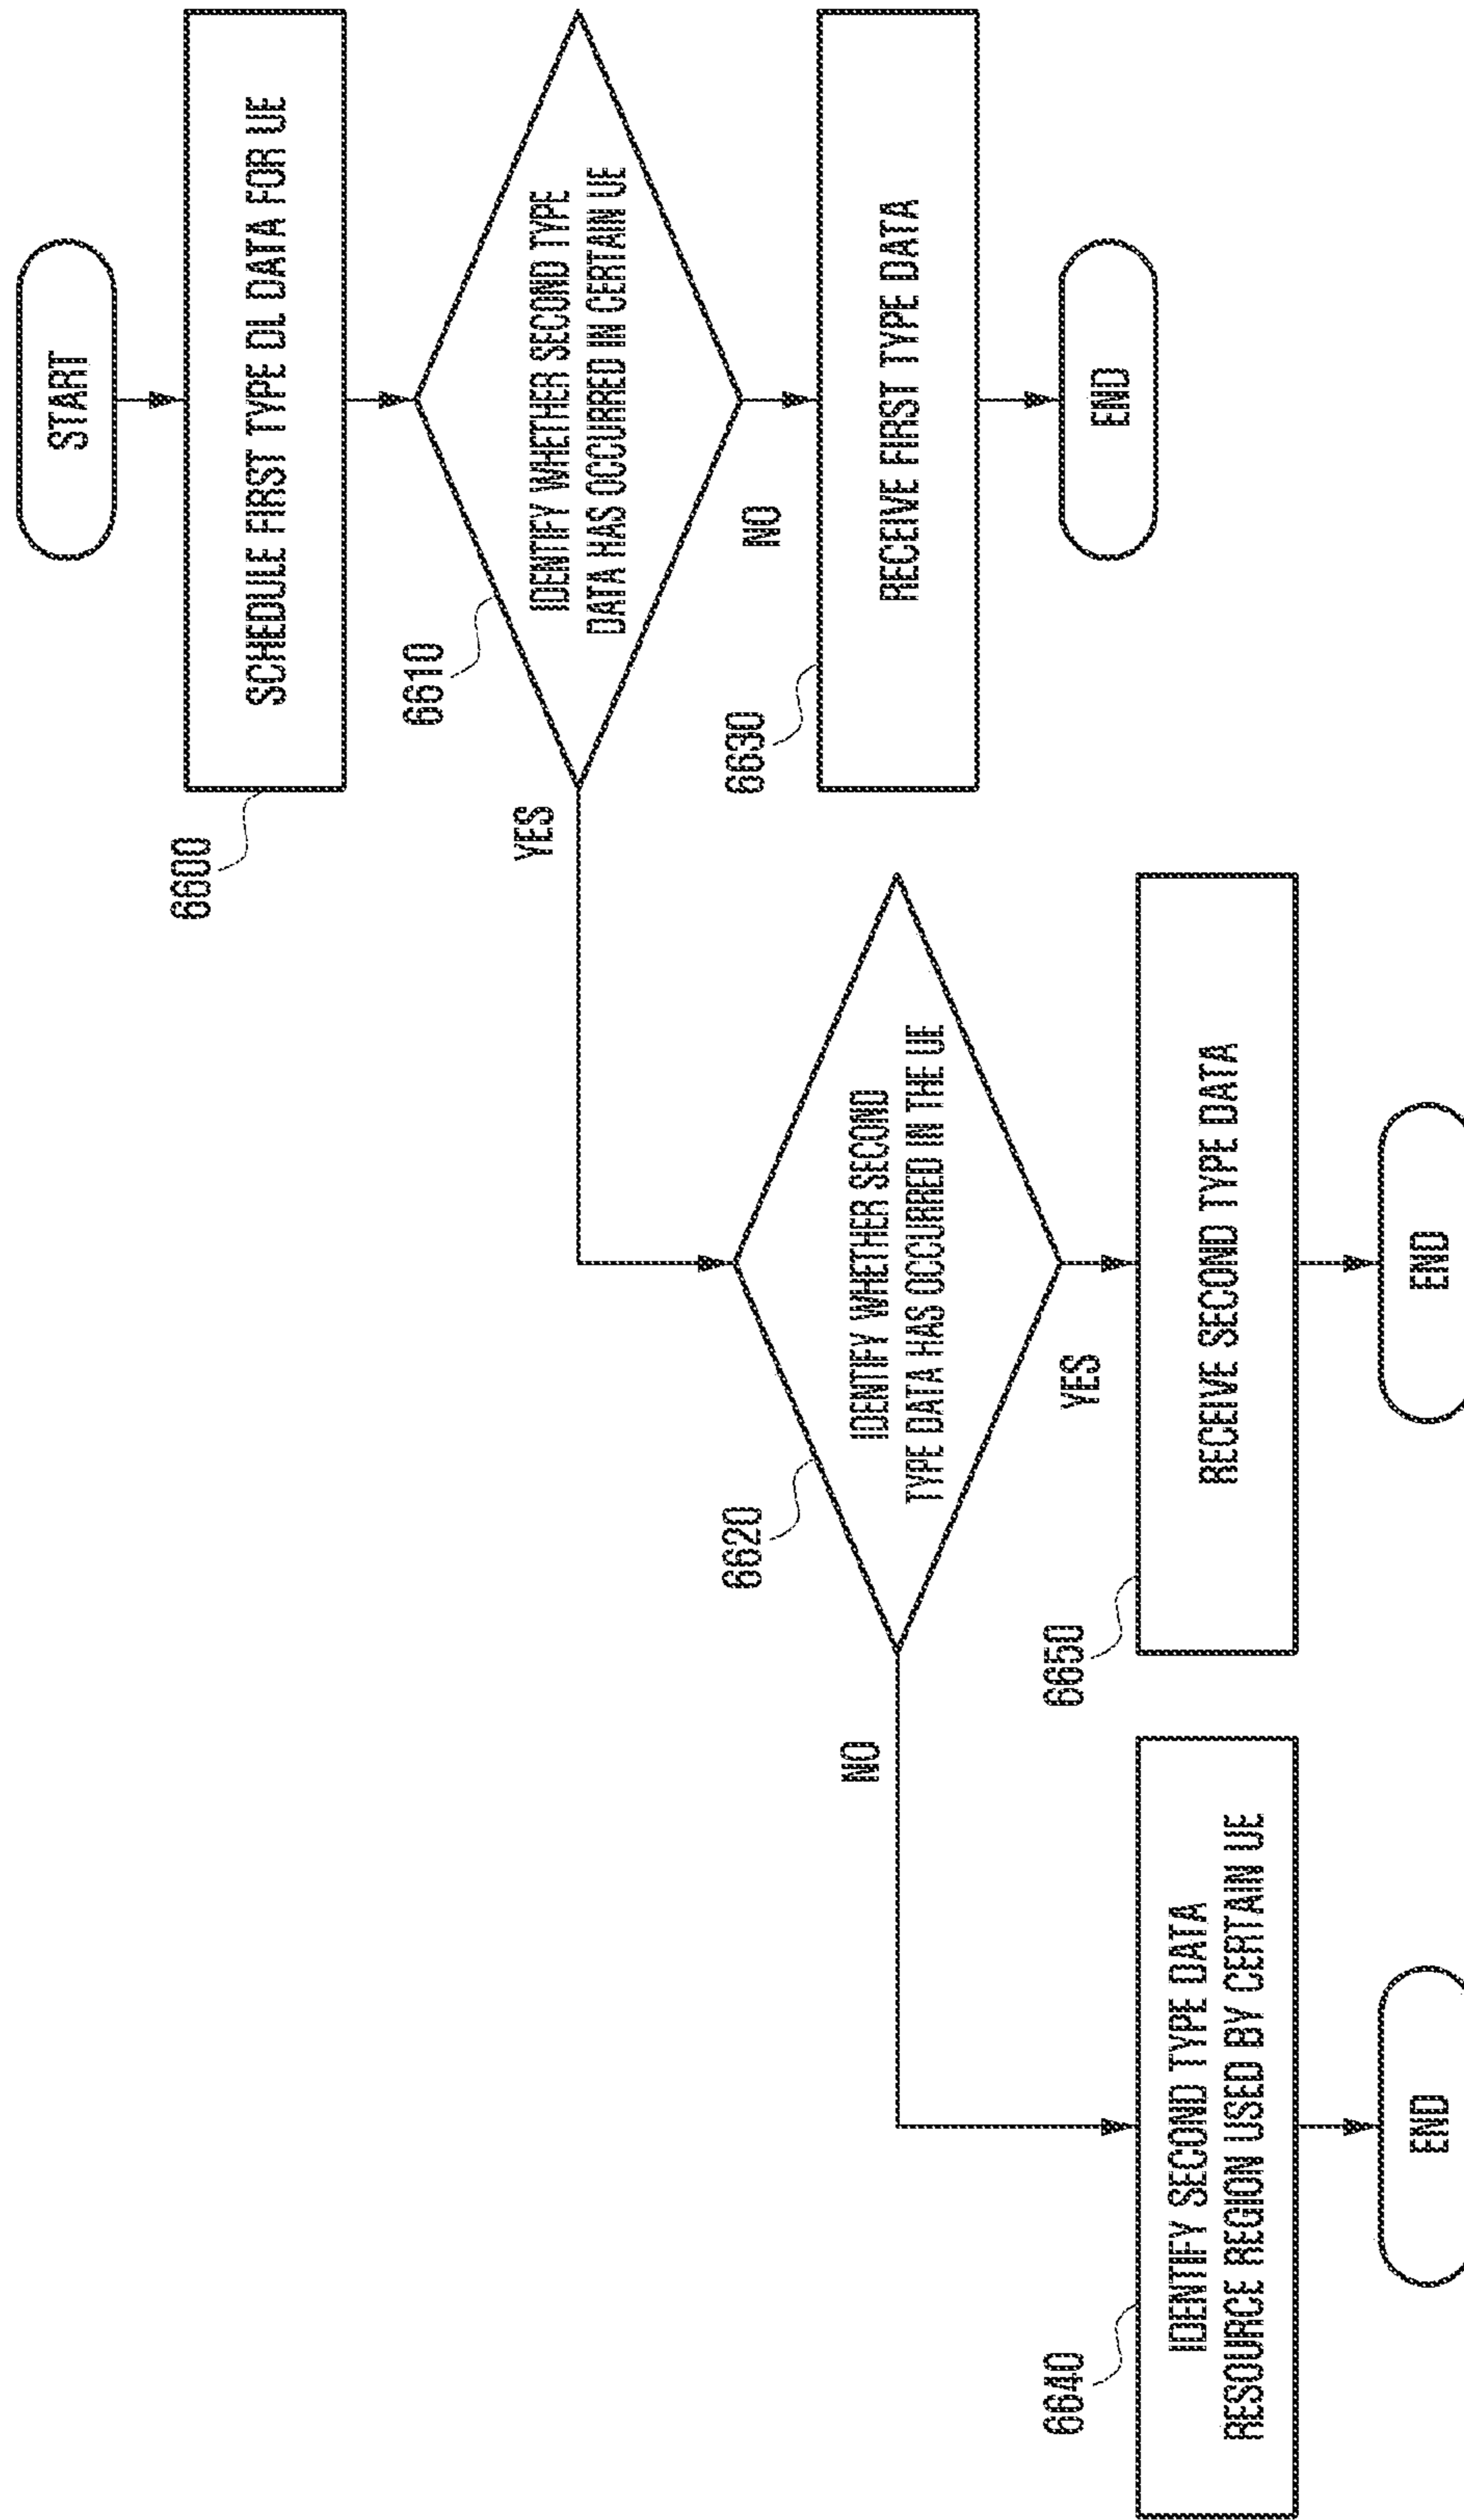 START
6600
SCHEDULE FIRST TYPE DL DATA FOR UE
6610
IDENTIFY WHETHER SECOND TYPE
DATA HAS OCCURRED IN CERTAIN UE
YES
NO
6620
IDENTIFY WHETHER SECOND
TYPE DATA HAS OCCURRED IN THE UE
6630
RECEIVE FIRST TYPE DATA
NO
YES
END
6640
IDENTIFY SECOND TYPE DATA
RESOURCE REGION USED BY CERTAIN UE
6650
RECEIVE SECOND TYPE DATA
END
END